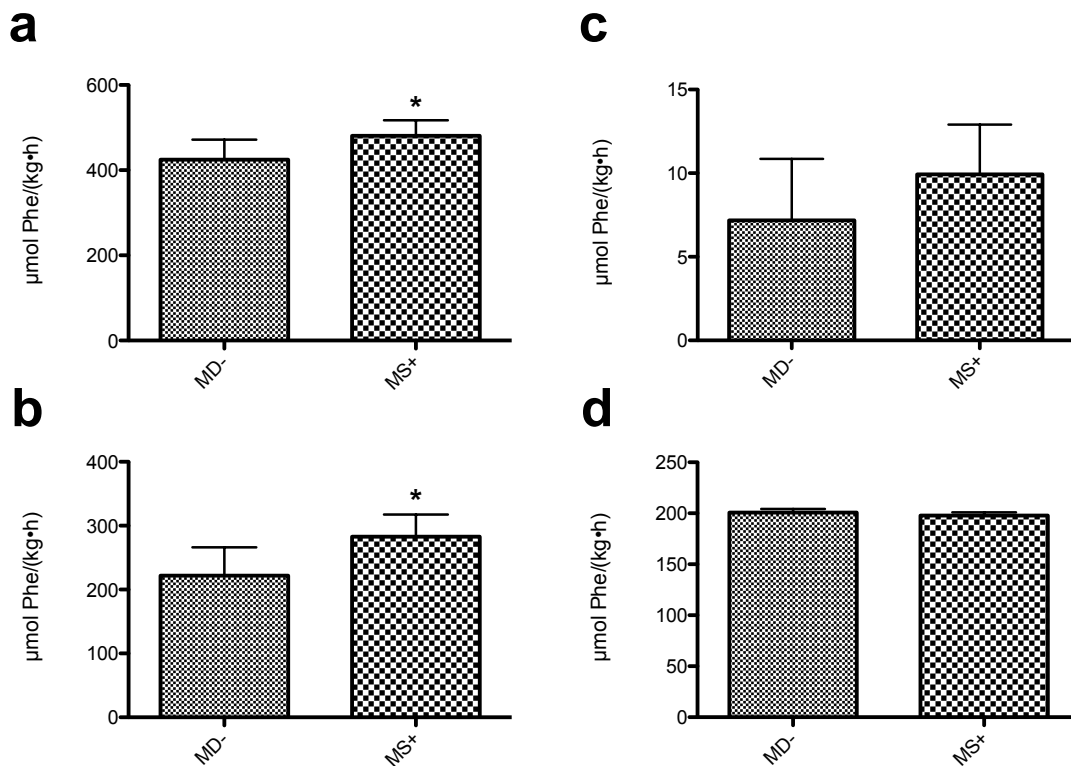 a
600
400
200
0
µmol Phe/(kg•h)
*
MD-
MS+
c
15
10
5
0
µmol Phe/(kg•h)
MD-
MS+
b
400
300
200
100
0
µmol Phe/(kg•h)
*
MD-
MS+
d
250
200
150
100
50
0
µmol Phe/(kg•h)
MD-
MS+